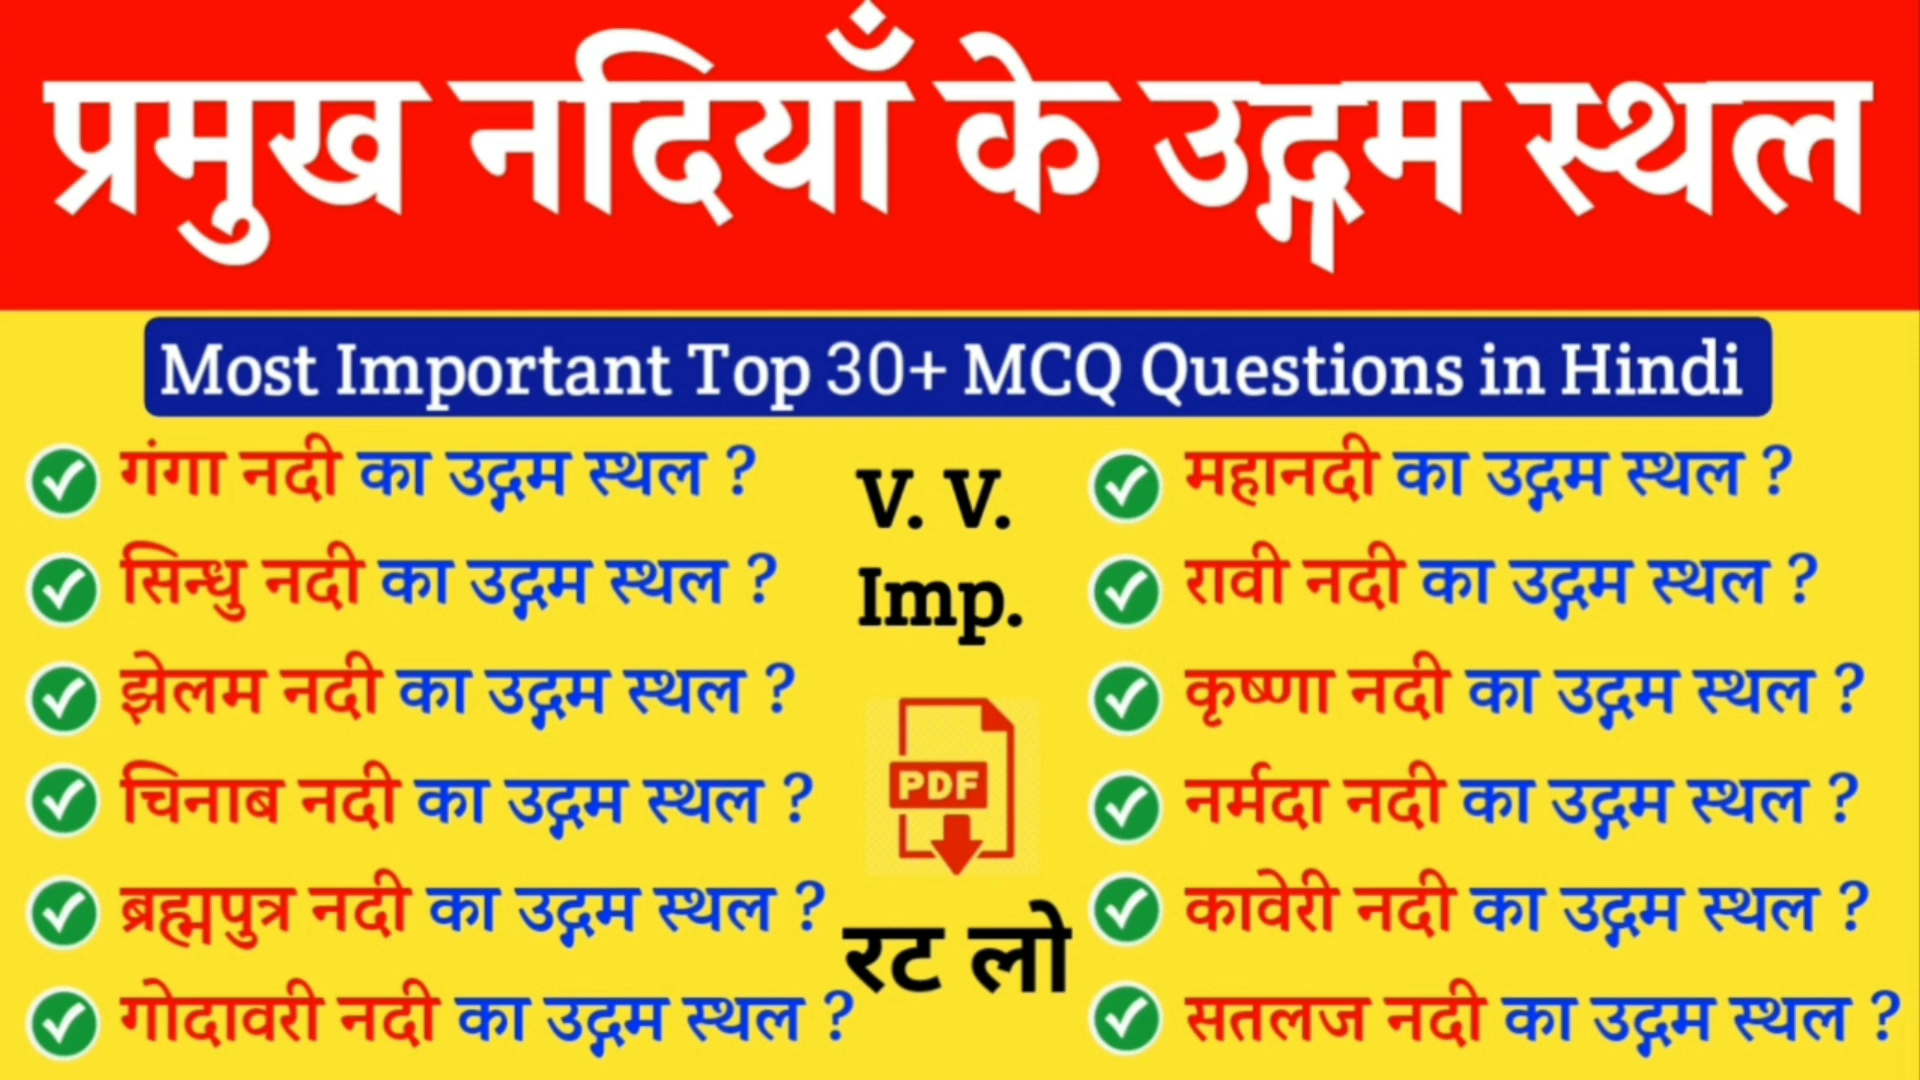 प्रमुख नदियाँ के उद्गम स्थल
Most Important Top 30+ MCQ Questions in Hindi
गंगा नदी का उद्गम स्थल ?
सिन्धु नदी का उद्गम स्थल ?
झेलम नदी का उद्गम स्थल ?
चिनाब नदी का उद्गम स्थल ?
ब्रह्मपुत्र नदी का उद्गम स्थल ?
गोदावरी नदी का उद्गम स्थल ?
V. V.
Imp.
PDF
रट लो
महानदी का उद्गम स्थल ?
रावी नदी का उद्गम स्थल ?
कृष्णा नदी का उद्गम स्थल ?
नर्मदा नदी का उद्गम स्थल ?
कावेरी नदी का उद्गम स्थल ?
सतलज नदी का उद्गम स्थल ?